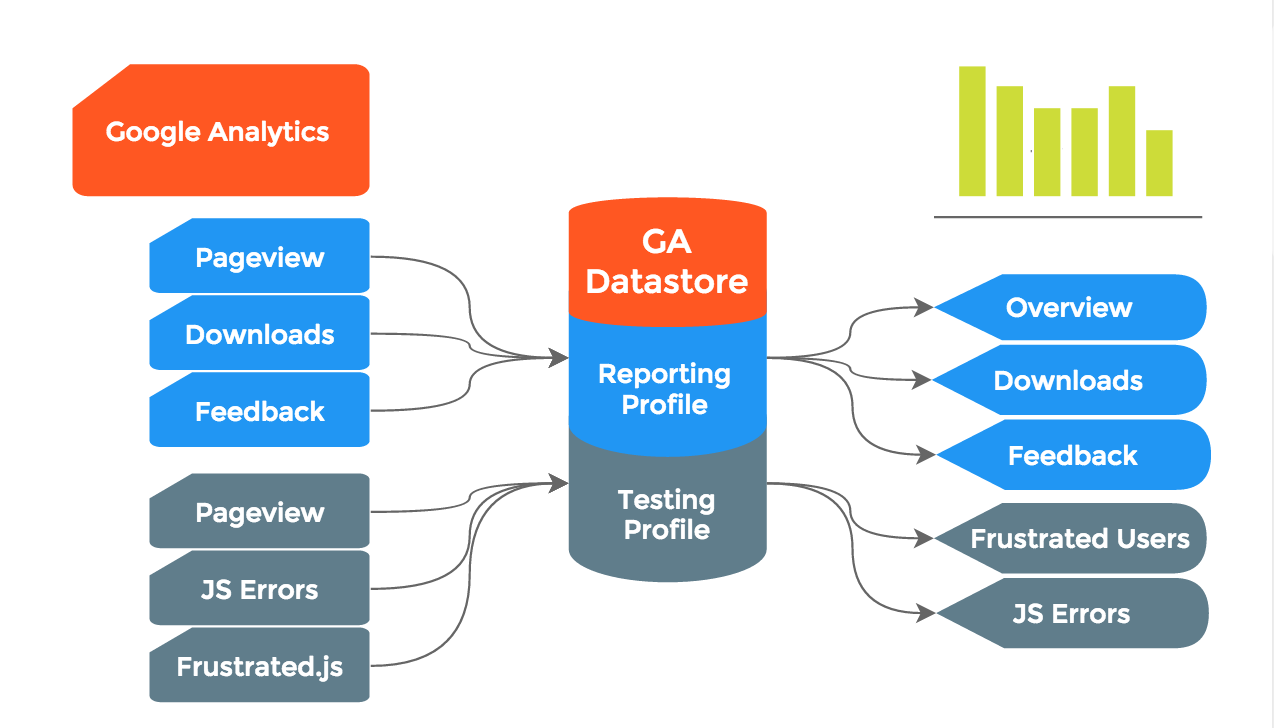 Google Analytics
Pageview
Downloads
Feedback
Pageview
JS Errors
Frustrated.js
GA
Datastore
Reporting
Profile
Testing
Profile
Overview
Downloads
Feedback
Frustrated Users
JS Errors